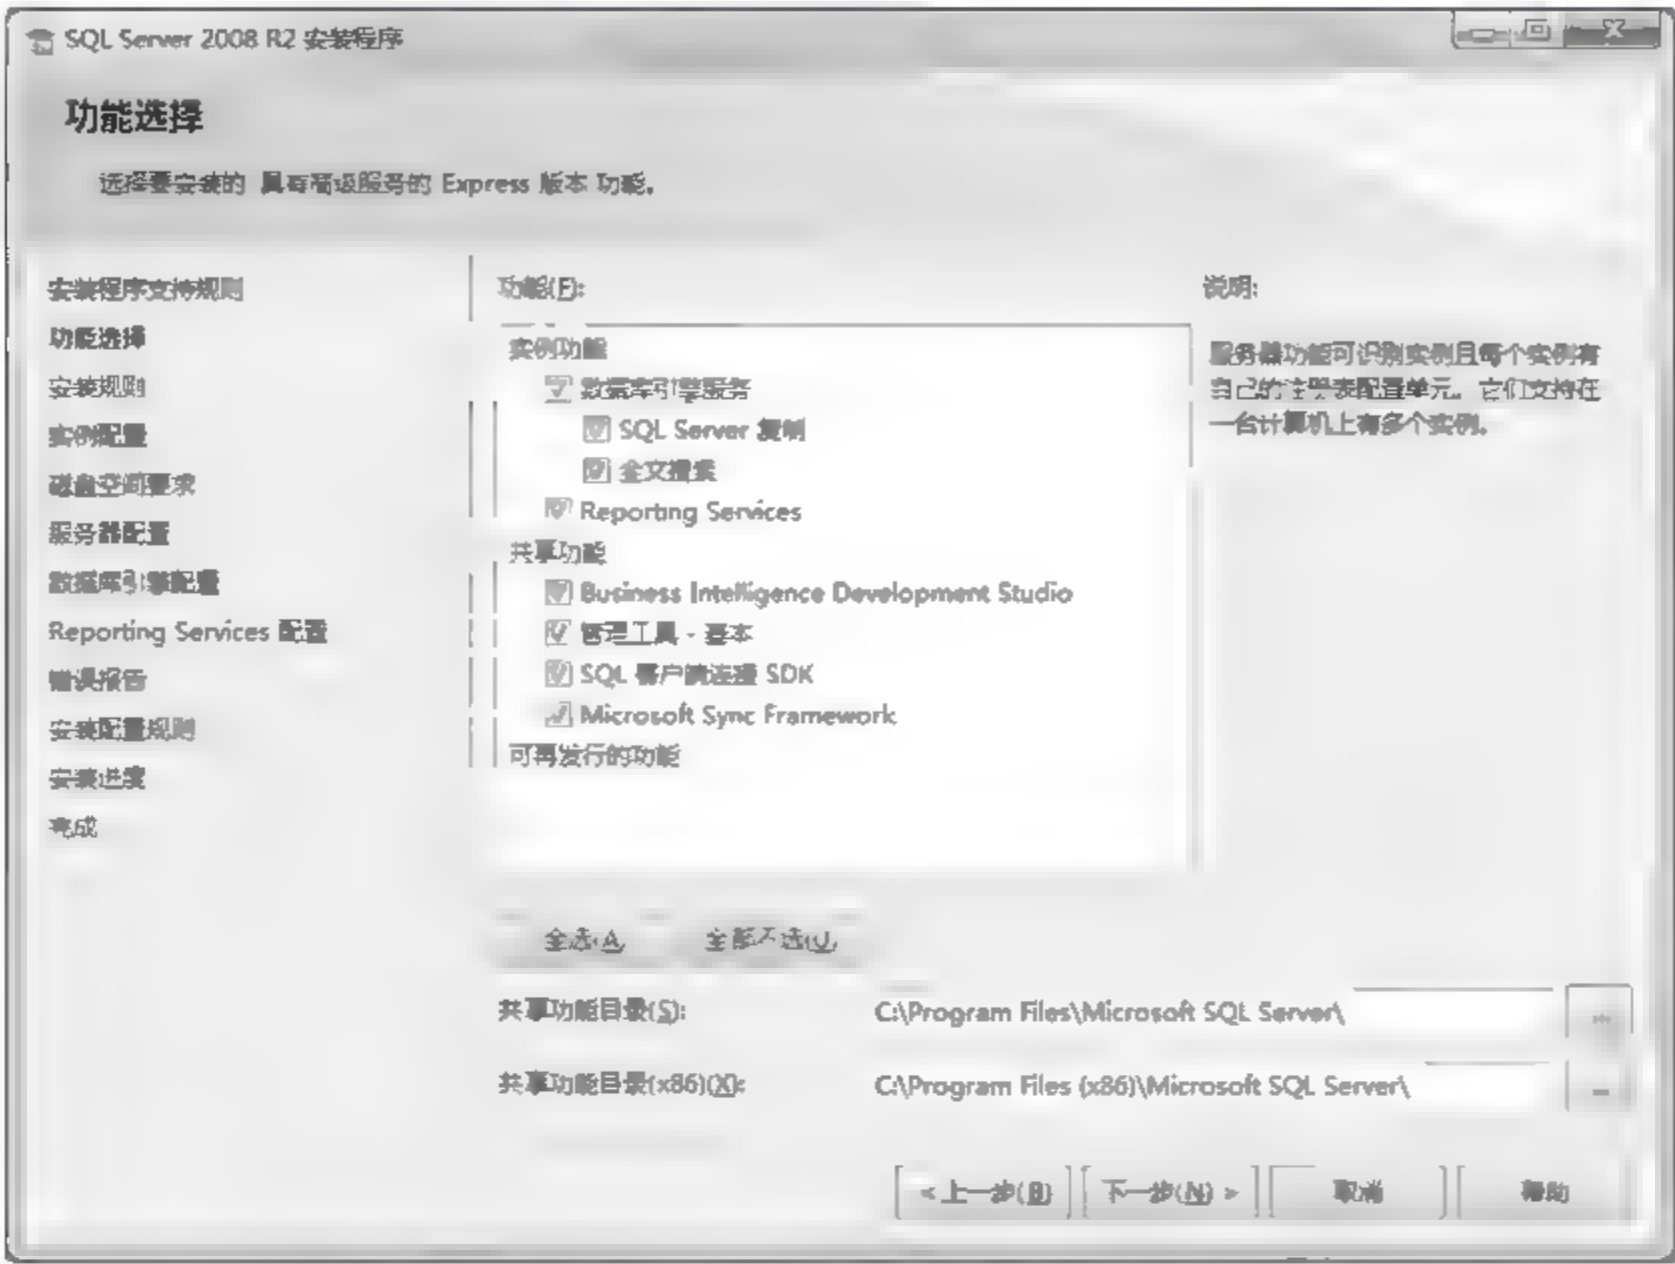 SQL Server 2008 R2 安装程序
功能选择
选择要安装的 具有高级服务的 Express 版本 功能。
安装程序支持规则
功能选择
安装规则
实例配置
磁盘空间要求
服务器配置
数据库引擎配置
Reporting Services 配置
错误报告
安装配置规则
安装进度
完成
功能(F):
实例功能
数据库引擎服务
SQL Server 复制
全文搜索
Reporting Services
共享功能
Business Intelligence Development Studio
管理工具 - 基本
SQL 客户端连接 SDK
Microsoft Sync Framework
可再发行的功能
说明:
服务器功能可识别实例且每个实例有
自己的注册表配置单元。它们支持在
一台计算机上有多个实例。
全选(A)
全部不选(U)
共享功能目录(S):
C:\Program Files\Microsoft SQL Server\
...
共享功能目录(x86)(X):
C:\Program Files (x86)\Microsoft SQL Server\
< 上一步(B)
下一步(N) >
取消
帮助